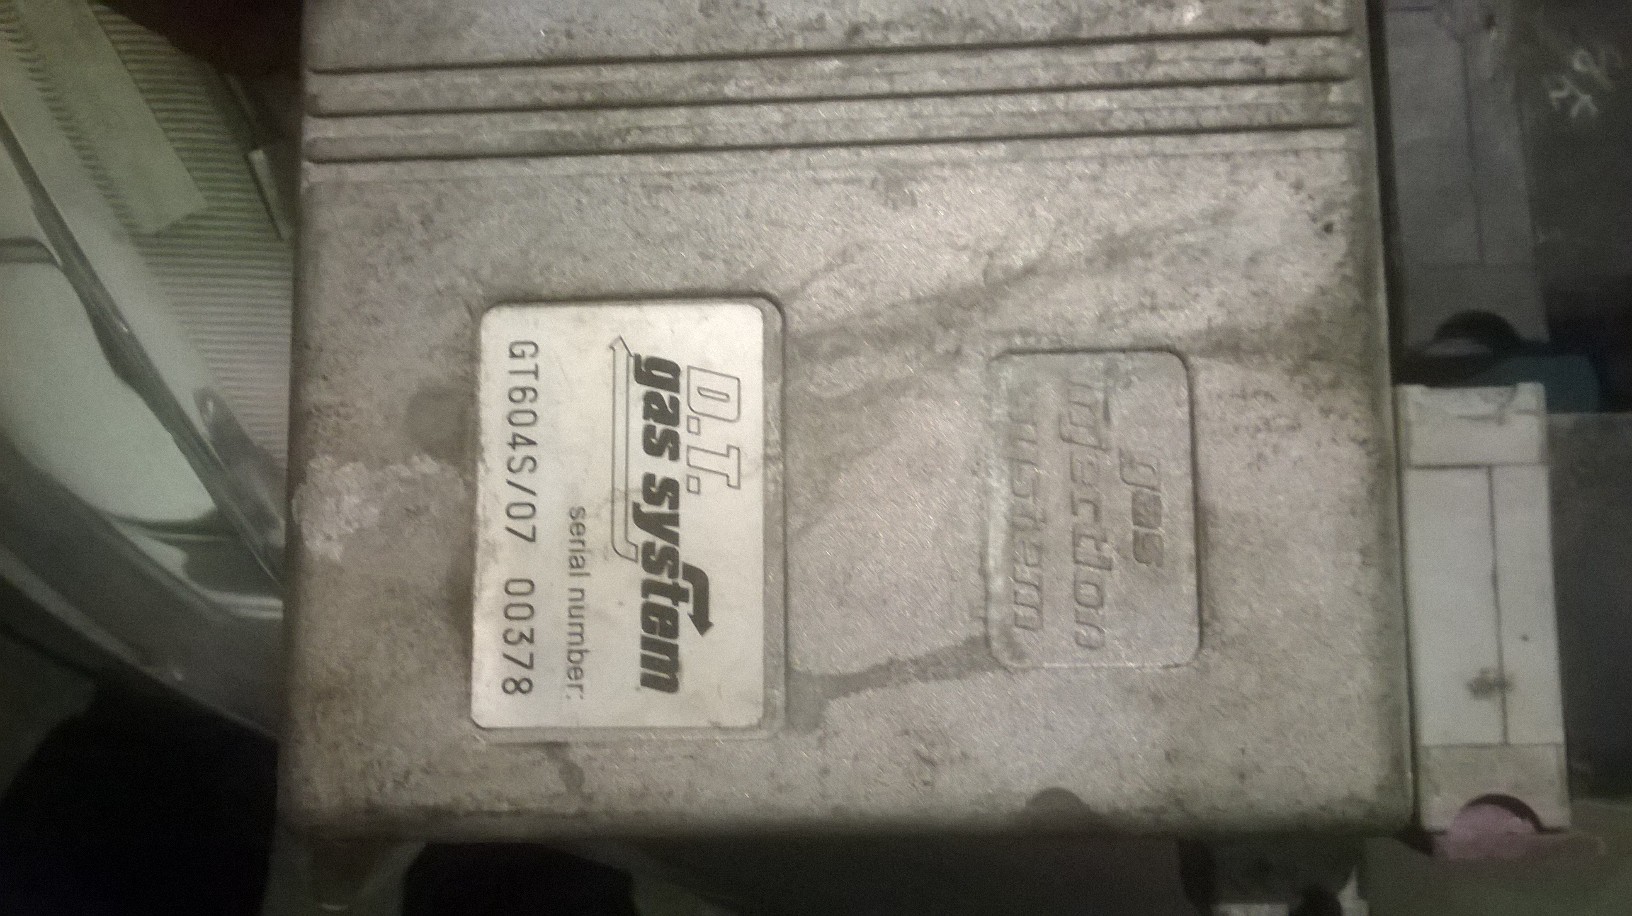 D.T.
gas system
serial number:
GT604S/07 00378
gas
injection
system